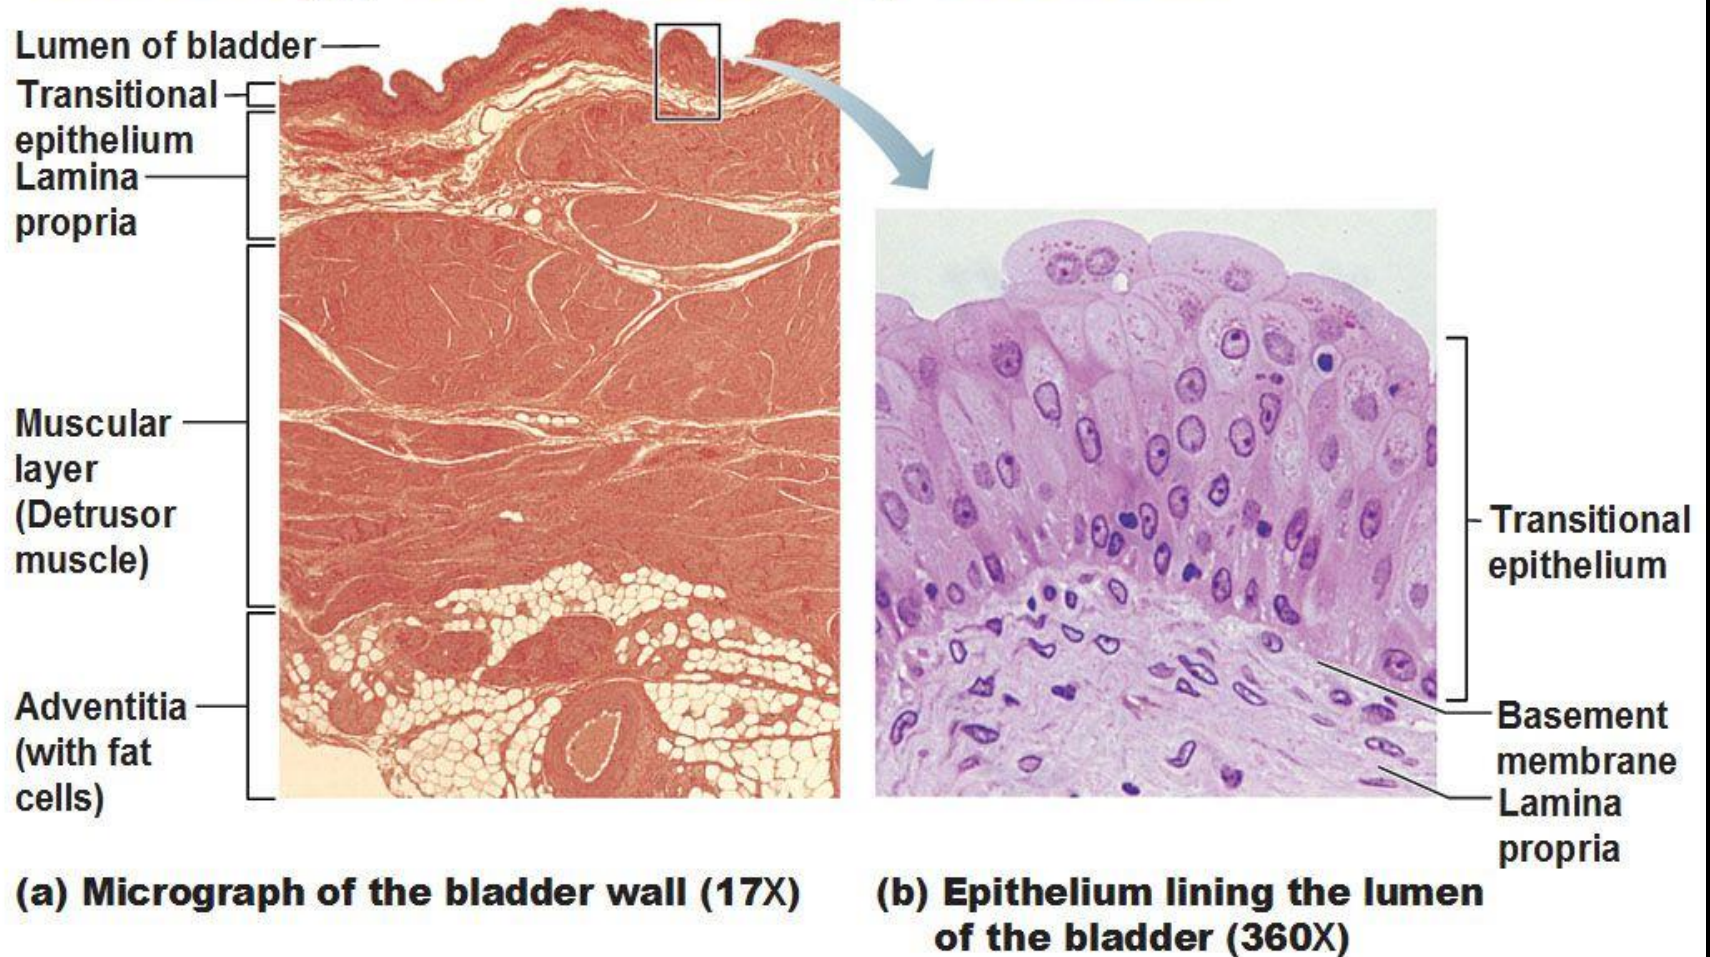 Lumen of bladder
Transitional
epithelium
Lamina
propria
Muscular
layer
(Detrusor
muscle)
Adventitia
(with fat
cells)
(a) Micrograph of the bladder wall (17X)
Transitional
epithelium
Basement
membrane
Lamina
propria
(b) Epithelium lining the lumen
of the bladder (360X)